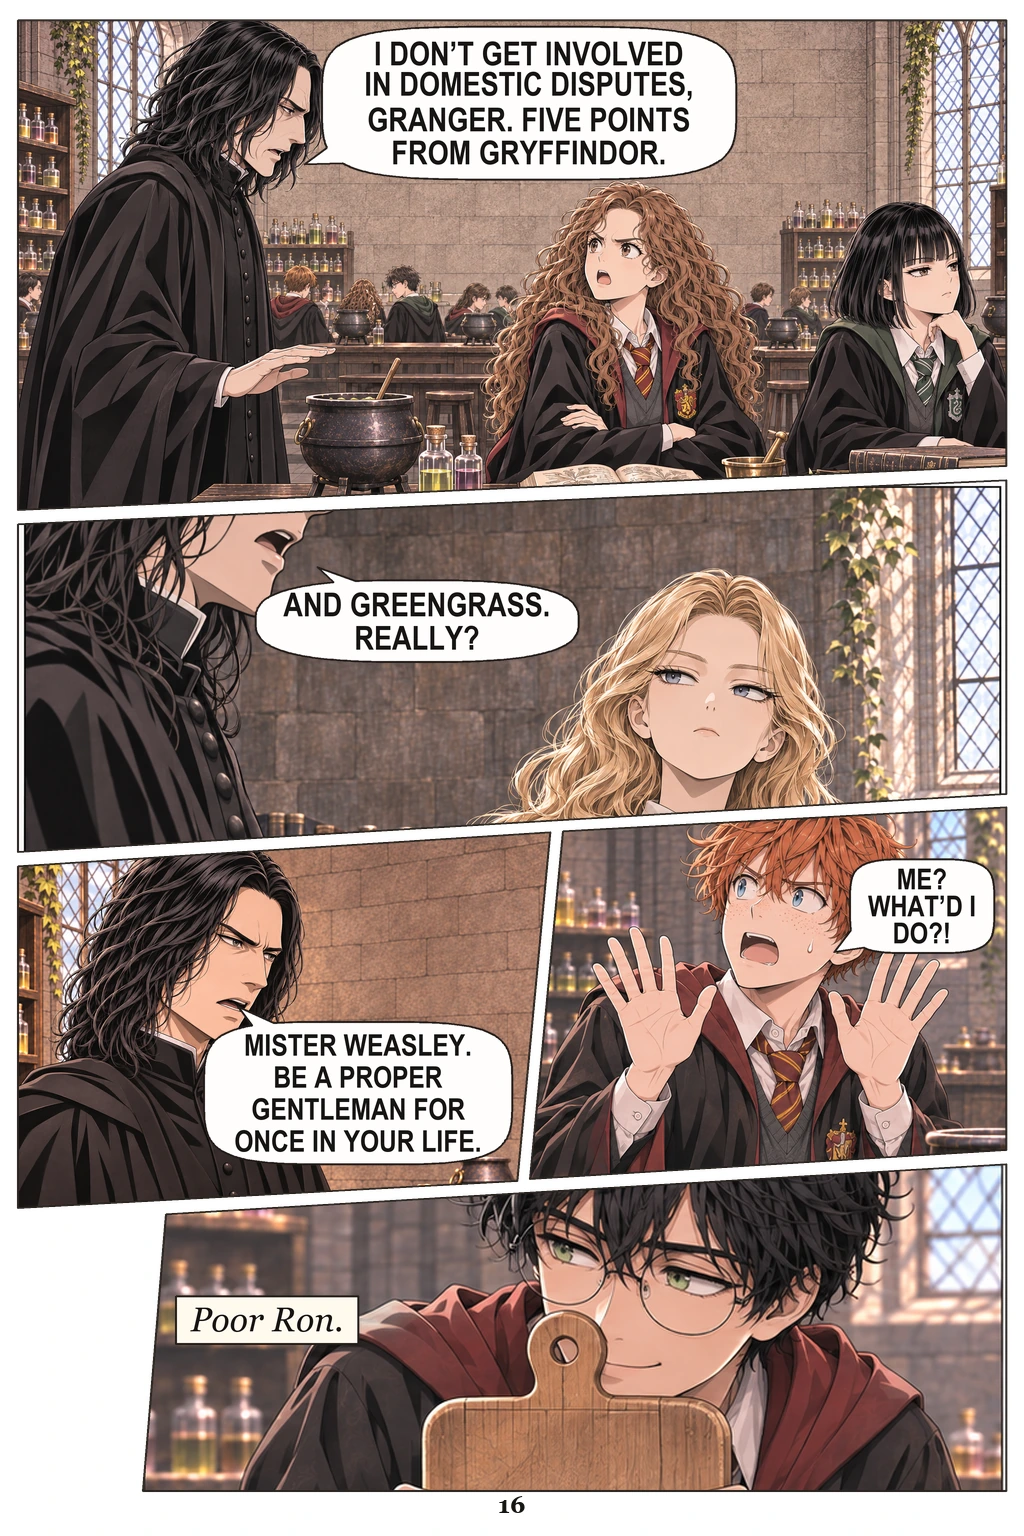 I DON'T GET INVOLVED
IN DOMESTIC DISPUTES,
GRANGER. FIVE POINTS
FROM GRYFFINDOR.
AND GREENGRASS.
REALLY?
MISTER WEASLEY.
BE A PROPER
GENTLEMAN FOR
ONCE IN YOUR LIFE.
ME?
WHAT'D I
DO?!
Poor Ron.
16